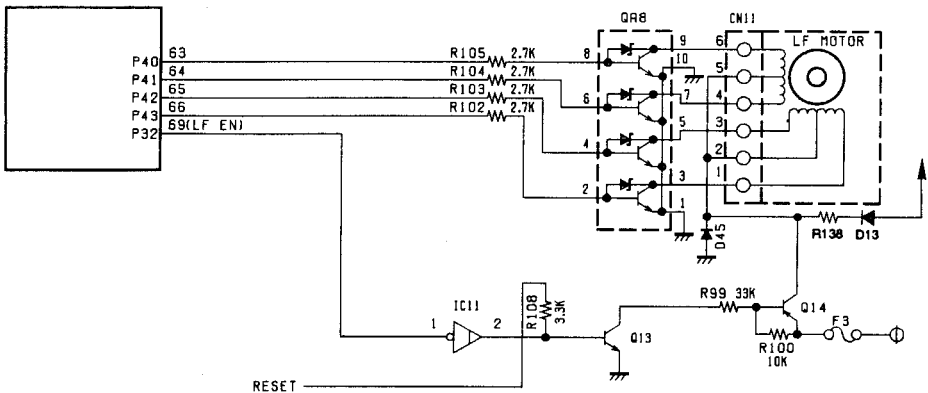 QA8 CN11
LF MOTOR
P40 63 R105 2.7K 8 9 6
10
P41 64 R104 2.7K 5
P42 65 R103 2.7K 6 7 4
P43 66 R102 2.7K
P32 69(LF EN) 5 3
4 2
3 1
2
1
D45 R138 D13
R99 33K Q14
IC11 R108 3.3K F3
1 2 Q13 R100
10K
RESET